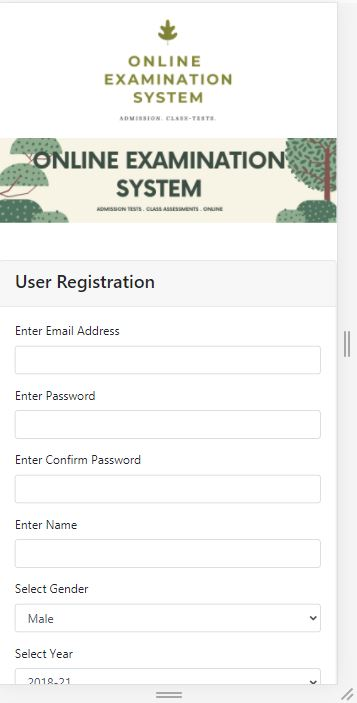 ONLINE
EXAMINATION
SYSTEM
ADMISSION. CLASS-TESTS.
ONLINE EXAMINATION
SYSTEM
ADMISSION TESTS . CLASS ASSESSMENTS . ONLINE
User Registration
Enter Email Address
Enter Password
Enter Confirm Password
Enter Name
Select Gender
Male
Select Year
2018-21